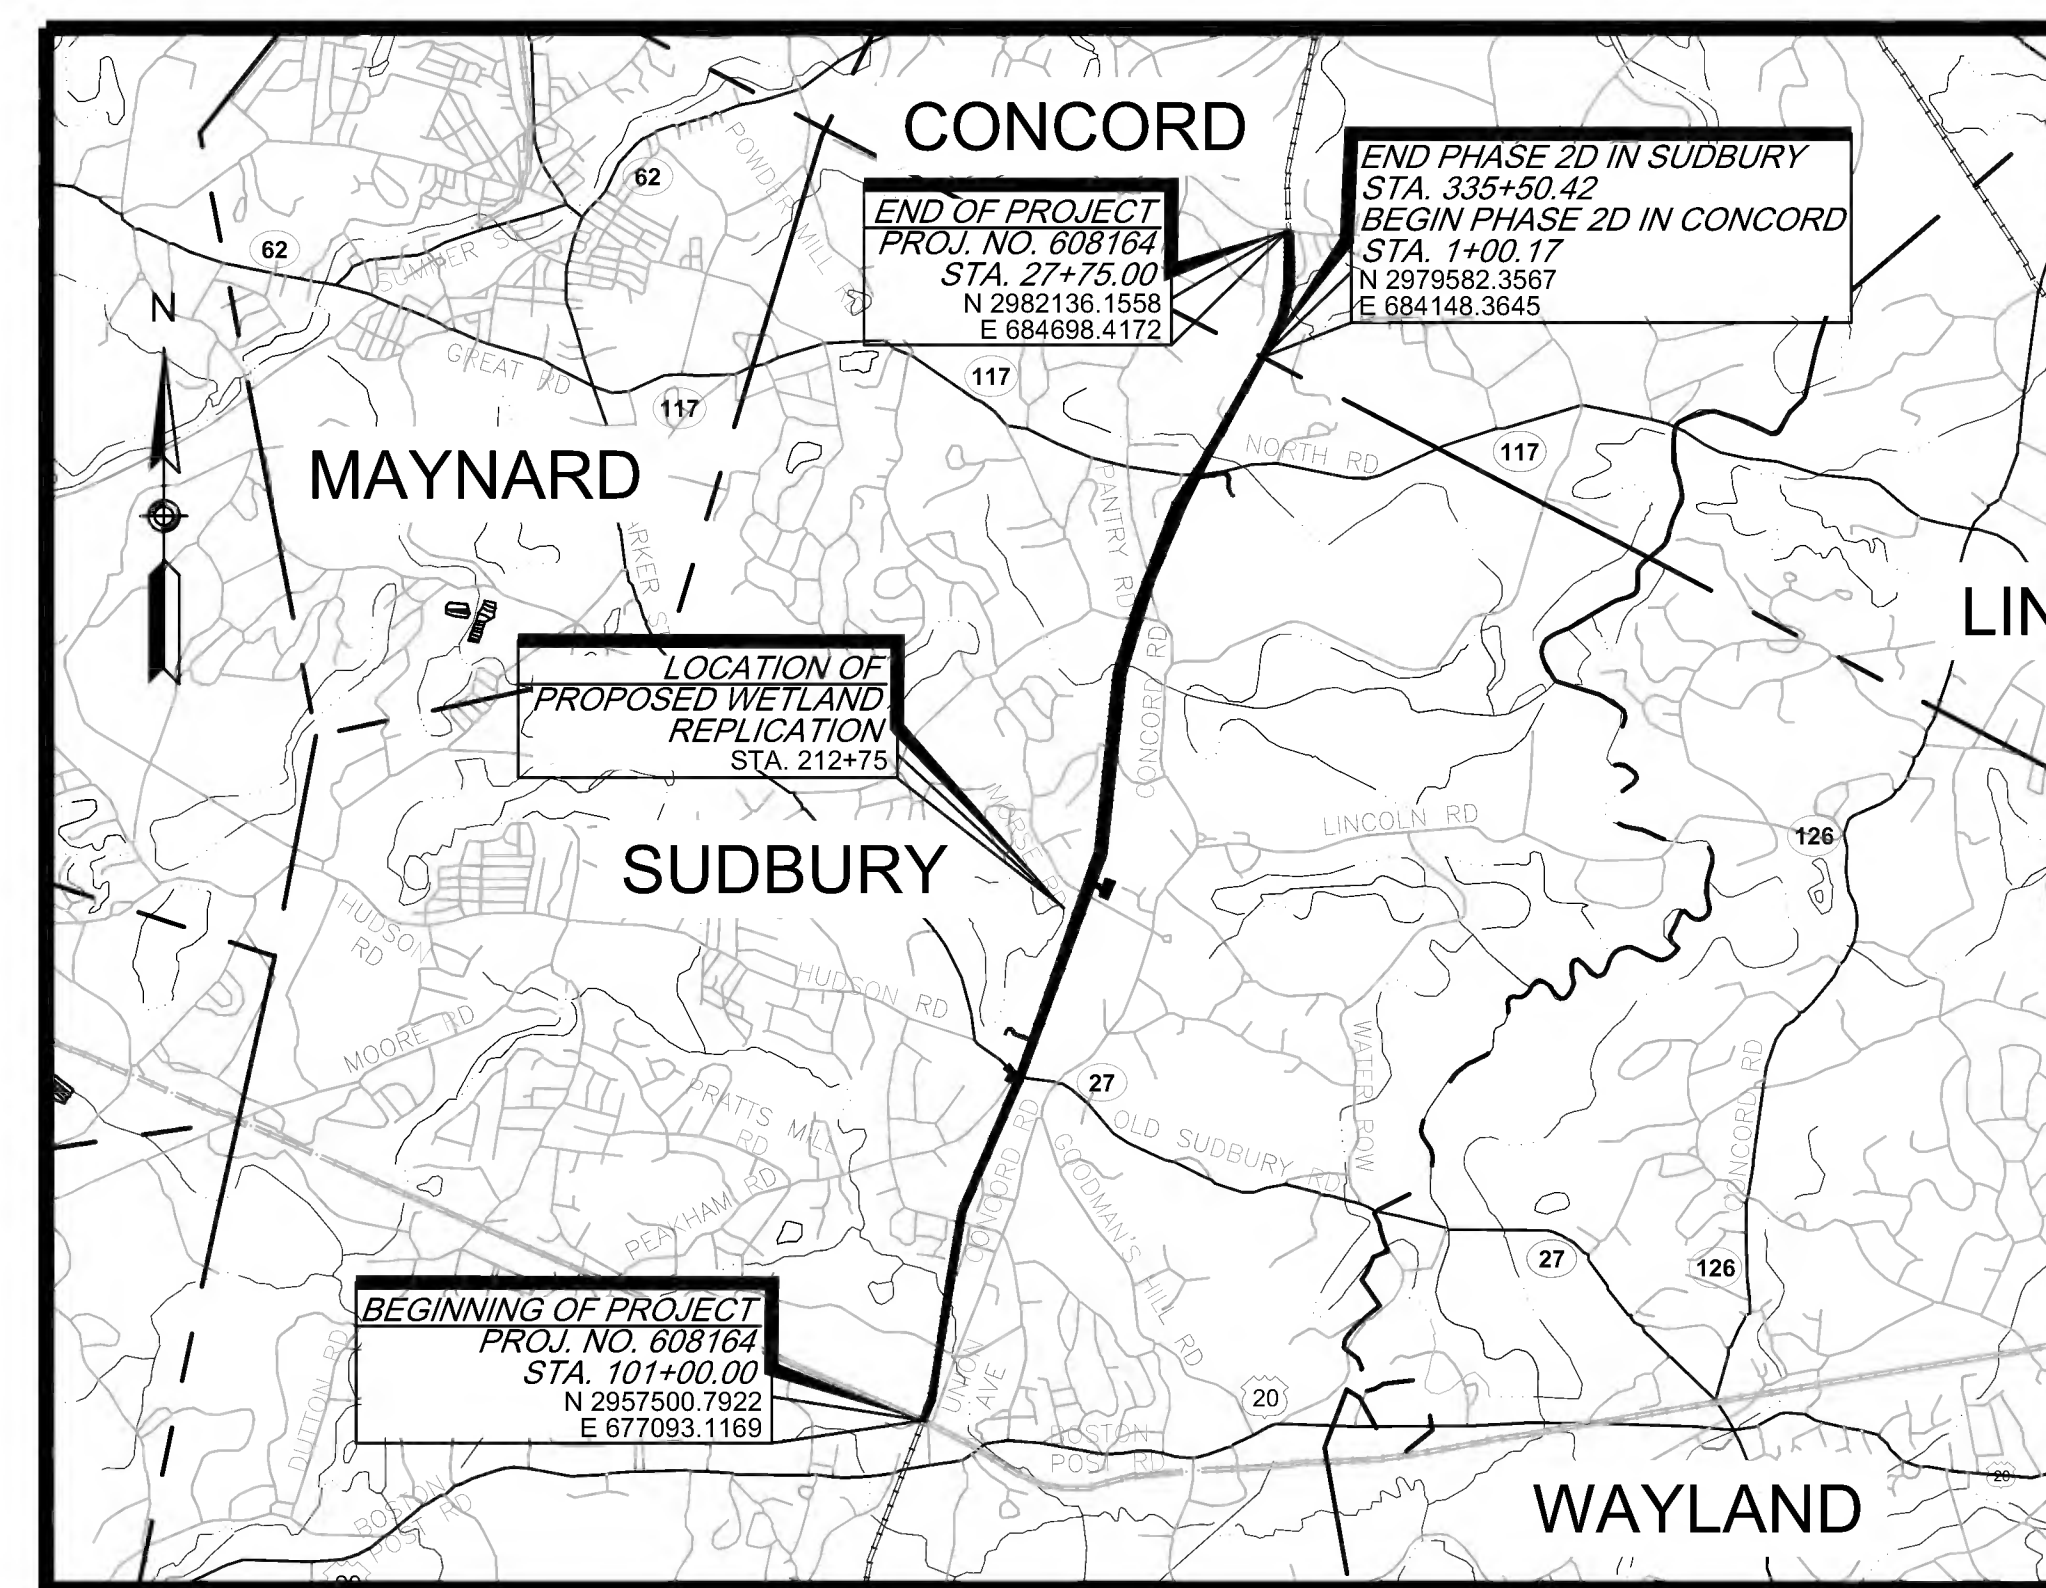 CONCORD
END OF PROJECT
PROJ. NO. 608164
STA. 27+75.00
N 2982136.1558
E 684698.4172
END PHASE 2D IN SUDBURY
STA. 335+50.42
BEGIN PHASE 2D IN CONCORD
STA. 1+00.17
N 2979582.3567
E 684148.3645
POWDER MILL RD
62
62
SUMMER ST
N
GREAT RD
117
117
117
NORTH RD
MAYNARD
PANTRY RD
LIN
LOCATION OF
PROPOSED WETLAND
REPLICATION
STA. 212+75
CONCORD RD
MORSE RD
LINCOLN RD
126
SUDBURY
HUDSON
RD
HUDSON RD
MOORE RD
WATER ROW
CONCORD RD
PRATTS MILL
RD
27
OLD SUDBURY RD
CONCORD RD
GOODMAN'S HILL RD
PEAKHAM RD
27
126
BEGINNING OF PROJECT
PROJ. NO. 608164
STA. 101+00.00
N 2957500.7922
E 677093.1169
DUTTON RD
UNION
AVE
20
BOSTON
POST RD
BOSTON
POST RD
20
WAYLAND